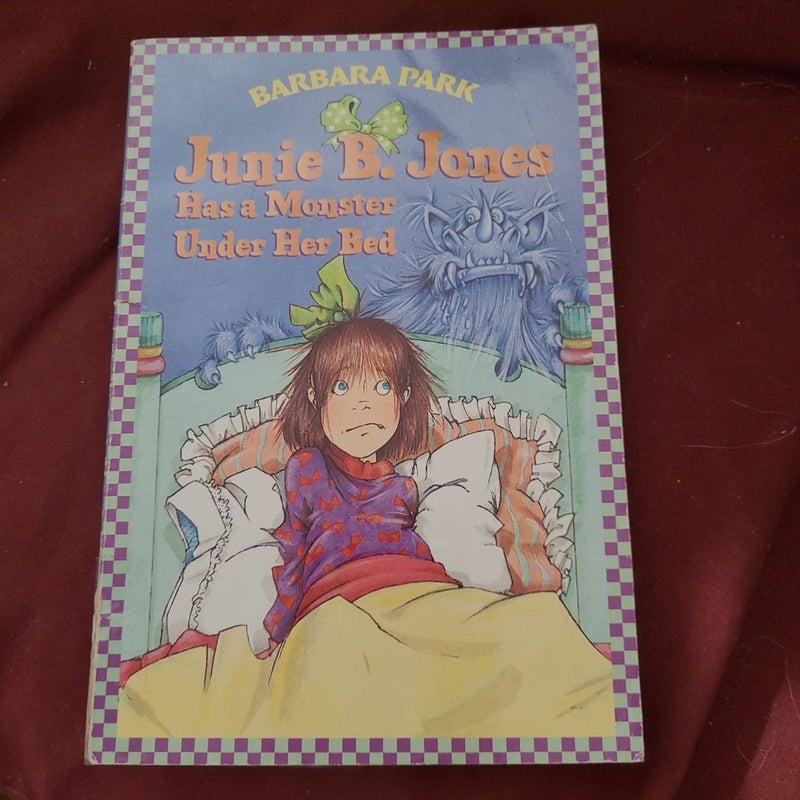 BARBARA PARK
Junie B. Jones
Has a Monster
Under Her Bed